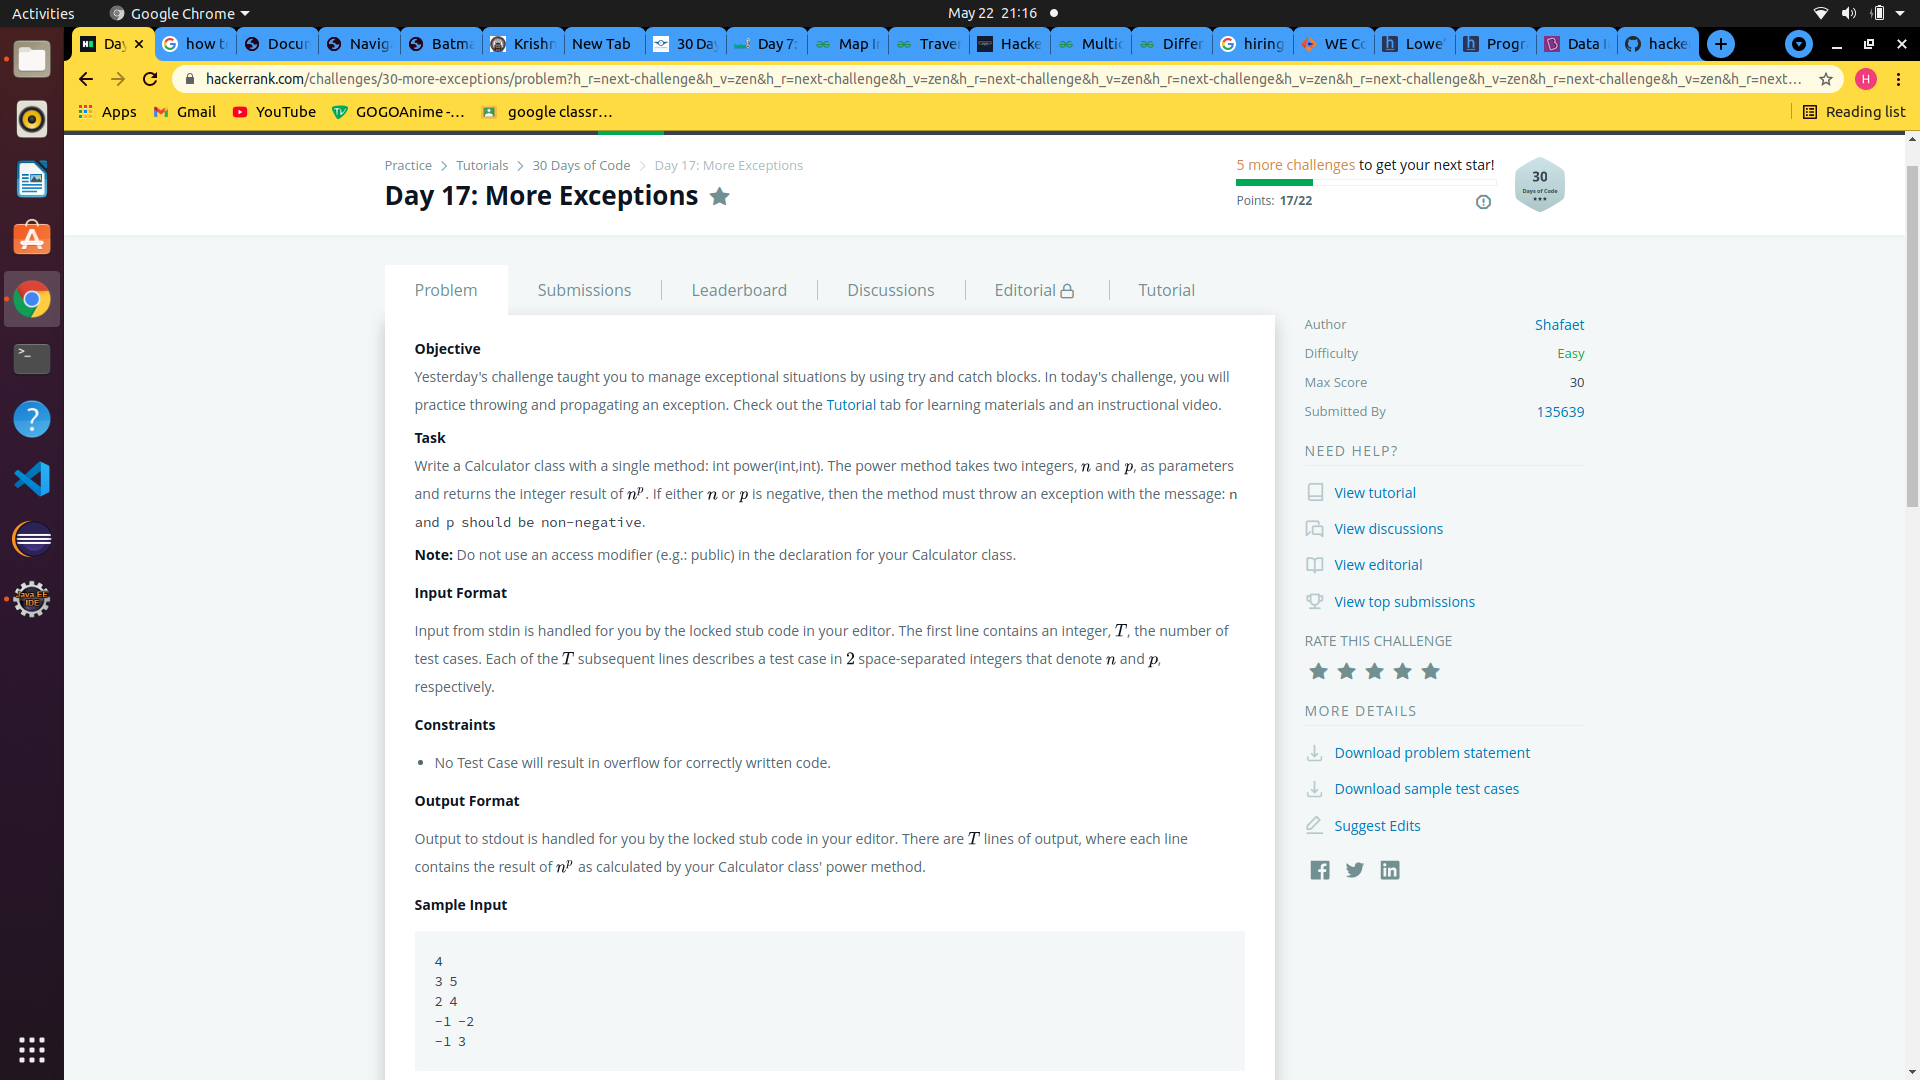 Activities
Google Chrome
May 22 21:16
Day
how t
Docum
Navig
Batma
Krishn
New Tab
30 Day
Day 7:
Map I
Traver
Hacke
Multi
Differ
hiring
WE Co
Lowe'
Progr
Data I
hacke
hackerrank.com/challenges/30-more-exceptions/problem?h_r=next-challenge&h_v=zen&h_r=next-challenge&h_v=zen&h_r=next-challenge&h_v=zen&h_r=next-challenge&h_v=zen&h_r=next-challenge&h_v=zen&h_r=next-challenge&h_v=zen&h_r=next...
H
Apps
Gmail
YouTube
GOGOAnime -...
google classr...
Reading list
Practice > Tutorials > 30 Days of Code > Day 17: More Exceptions
Day 17: More Exceptions
5 more challenges to get your next star!
Points: 17/22
30
Days of Code
Problem
Submissions
Leaderboard
Discussions
Editorial
Tutorial
Objective
Yesterday's challenge taught you to manage exceptional situations by using try and catch blocks. In today's challenge, you will
practice throwing and propagating an exception. Check out the Tutorial tab for learning materials and an instructional video.
Task
Write a Calculator class with a single method: int power(int,int). The power method takes two integers, n and p, as parameters
and returns the integer result of n^p. If either n or p is negative, then the method must throw an exception with the message: n
and p should be non-negative.
Note: Do not use an access modifier (e.g.: public) in the declaration for your Calculator class.
Input Format
Input from stdin is handled for you by the locked stub code in your editor. The first line contains an integer, T, the number of
test cases. Each of the T subsequent lines describes a test case in 2 space-separated integers that denote n and p,
respectively.
Constraints
• No Test Case will result in overflow for correctly written code.
Output Format
Output to stdout is handled for you by the locked stub code in your editor. There are T lines of output, where each line
contains the result of n^p as calculated by your Calculator class' power method.
Sample Input
4
3 5
2 4
-1 -2
-1 3
Author Shafaet
Difficulty Easy
Max Score 30
Submitted By 135639
NEED HELP?
View tutorial
View discussions
View editorial
View top submissions
RATE THIS CHALLENGE
MORE DETAILS
Download problem statement
Download sample test cases
Suggest Edits
Java EE
IDE